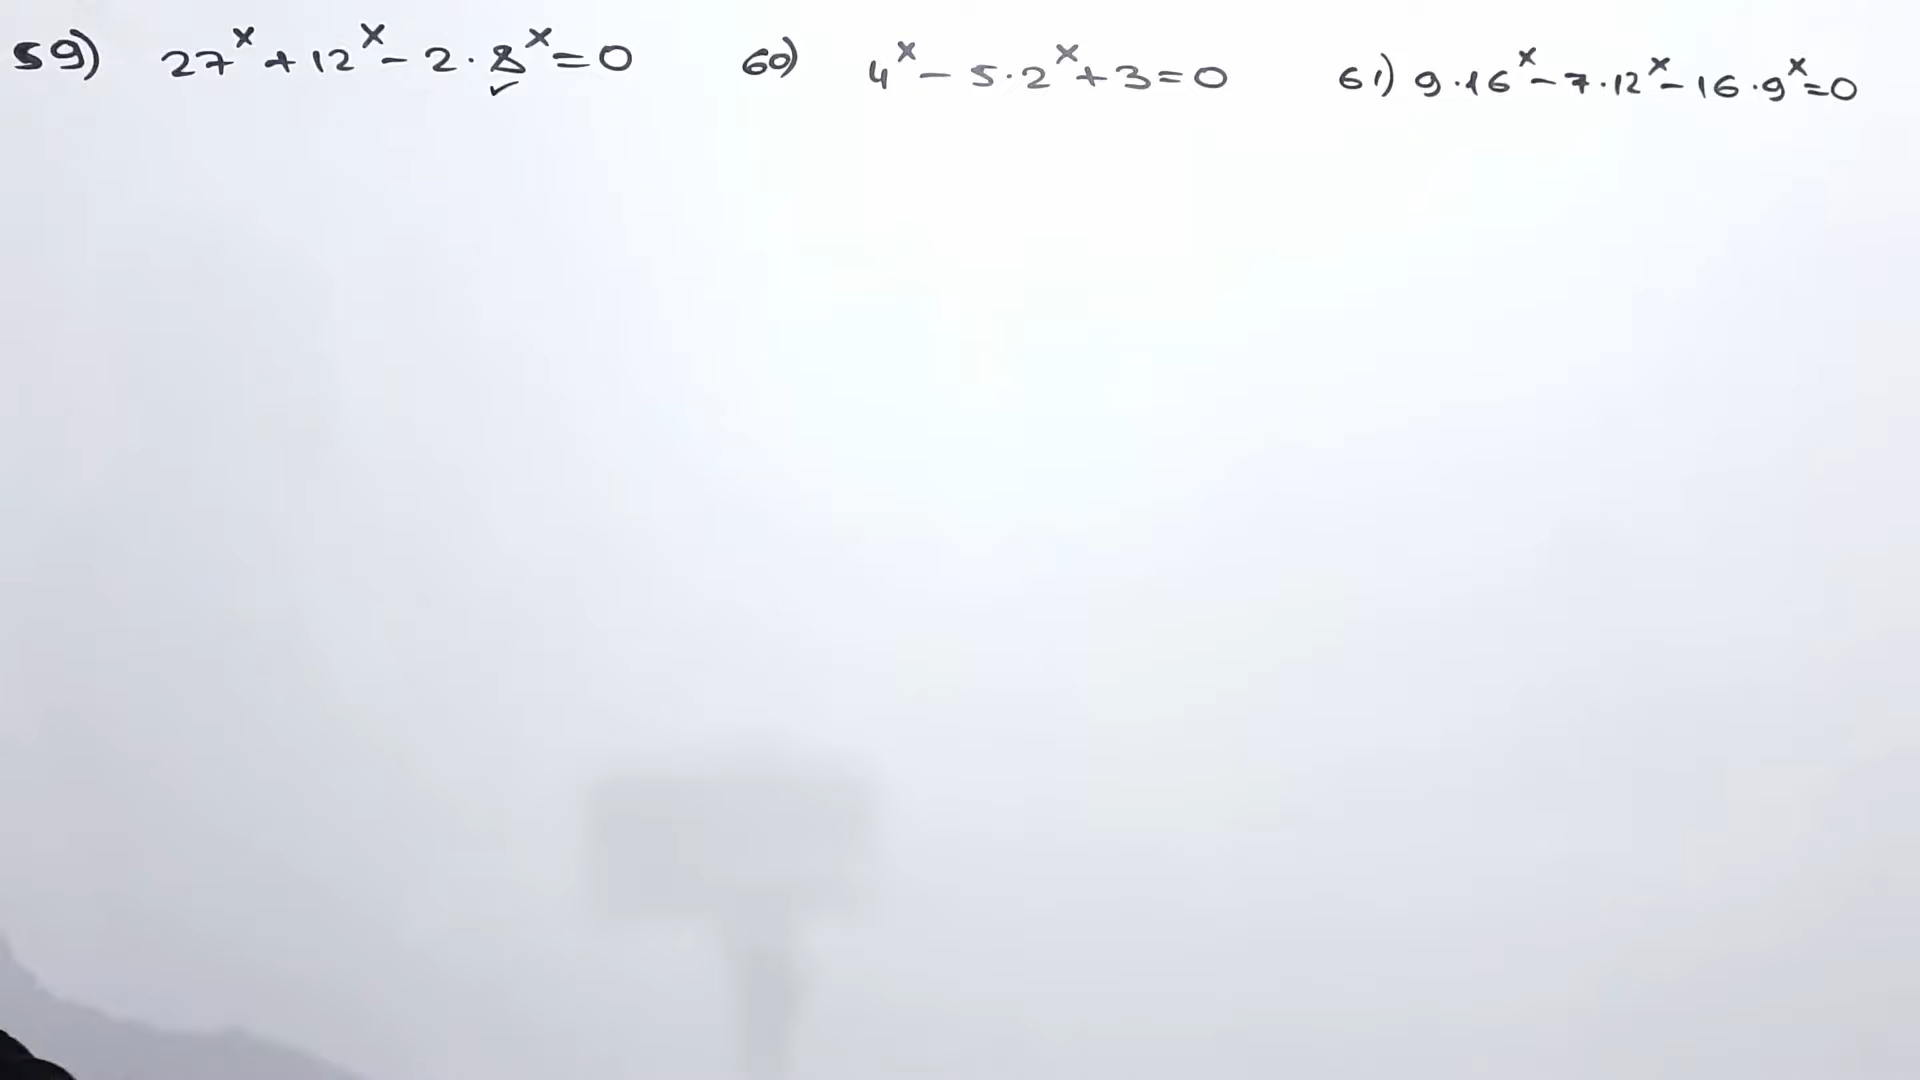 59) 27^x + 12^x - 2 · 8^x = 0
60) 4^x - 5 · 2^x + 3 = 0
61) 9 · 16^x - 7 · 12^x - 16 · 9^x = 0